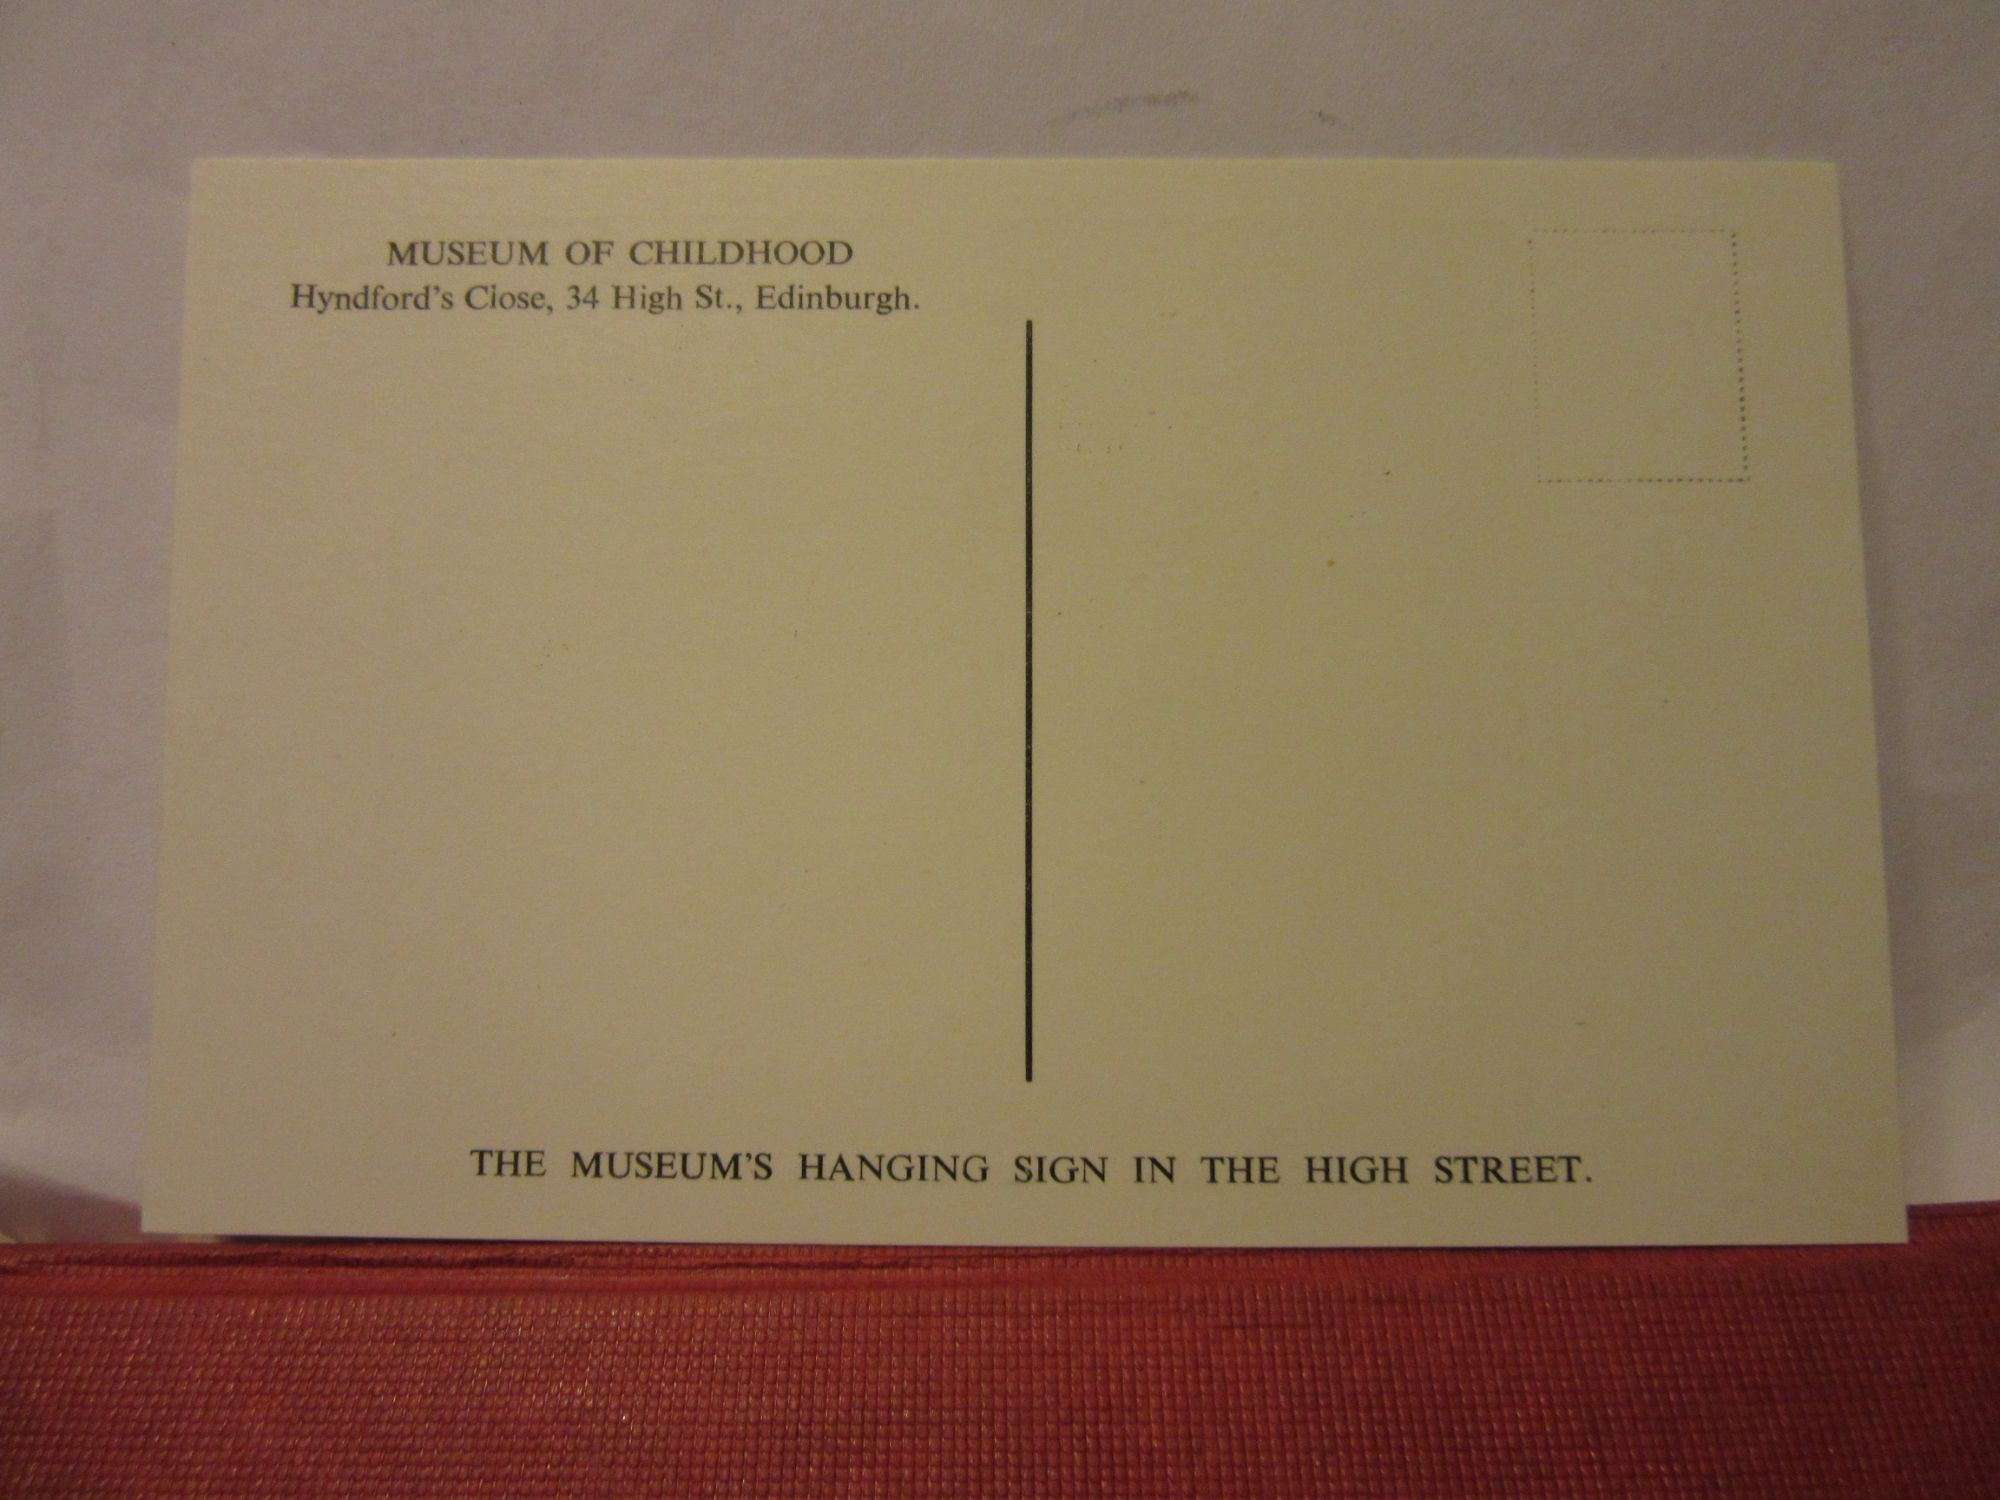 MUSEUM OF CHILDHOOD
Hyndford's Close, 34 High St., Edinburgh.
THE MUSEUM'S HANGING SIGN IN THE HIGH STREET.